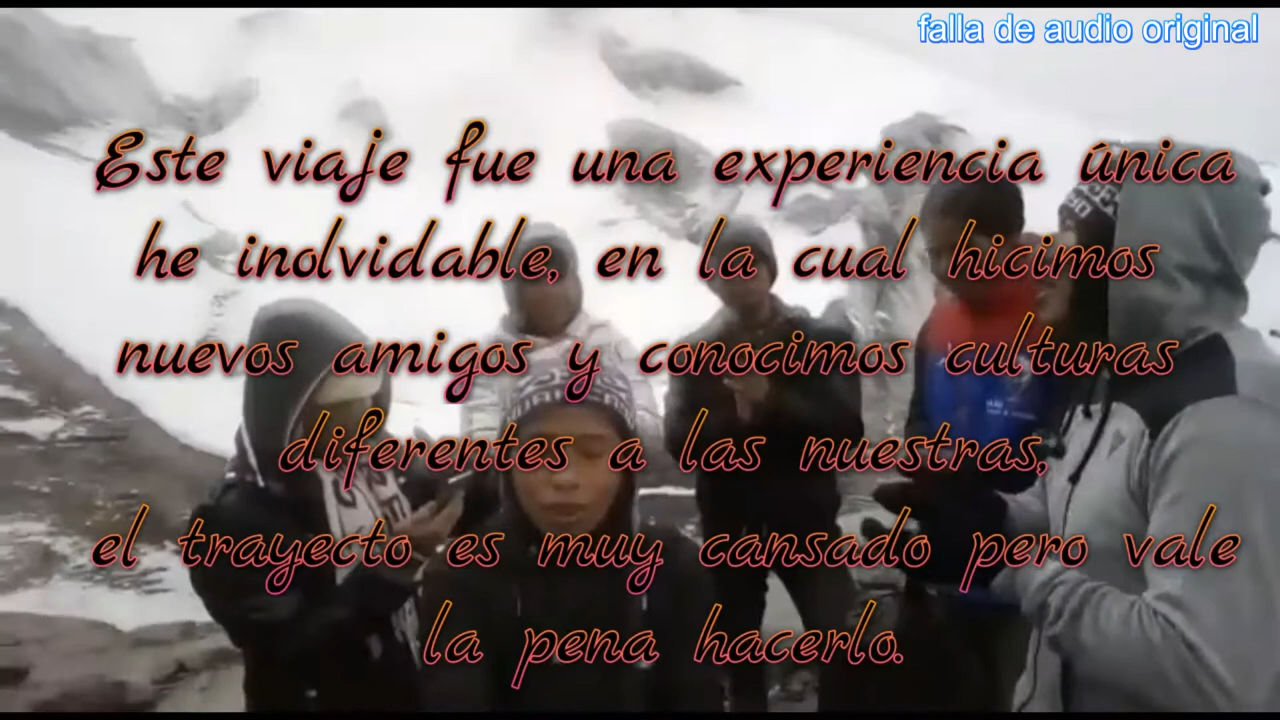 falla de audio original
Este viaje fue una experiencia única
he inolvidable, en la cual hicimos
nuevos amigos y conocimos culturas
diferentes a las nuestras,
el trayecto es muy cansado pero vale
la pena hacerlo.